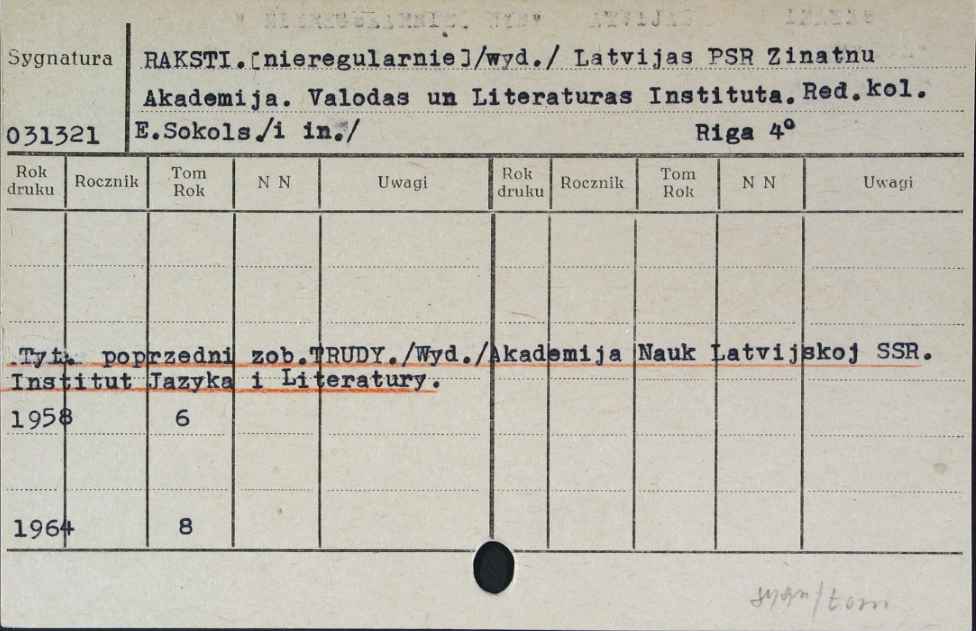 Sygnatura
RAKSTI.[nieregularnie]/wyd./ Latvijas PSR Zinatnu
Akademija. Valodas un Literaturas Instituta. Red.kol.
031321
E.Sokols./i in./ Riga 4°
Rok druku Rocznik Tom Rok N N Uwagi Rok druku Rocznik Tom Rok N N Uwagi
Tyt. poprzedni zob.TRUDY./Wyd./Akademija Nauk Latvijskoj SSR.
Institut Jazyka i Literatury.
1958 6
1964 8
sygn/tom